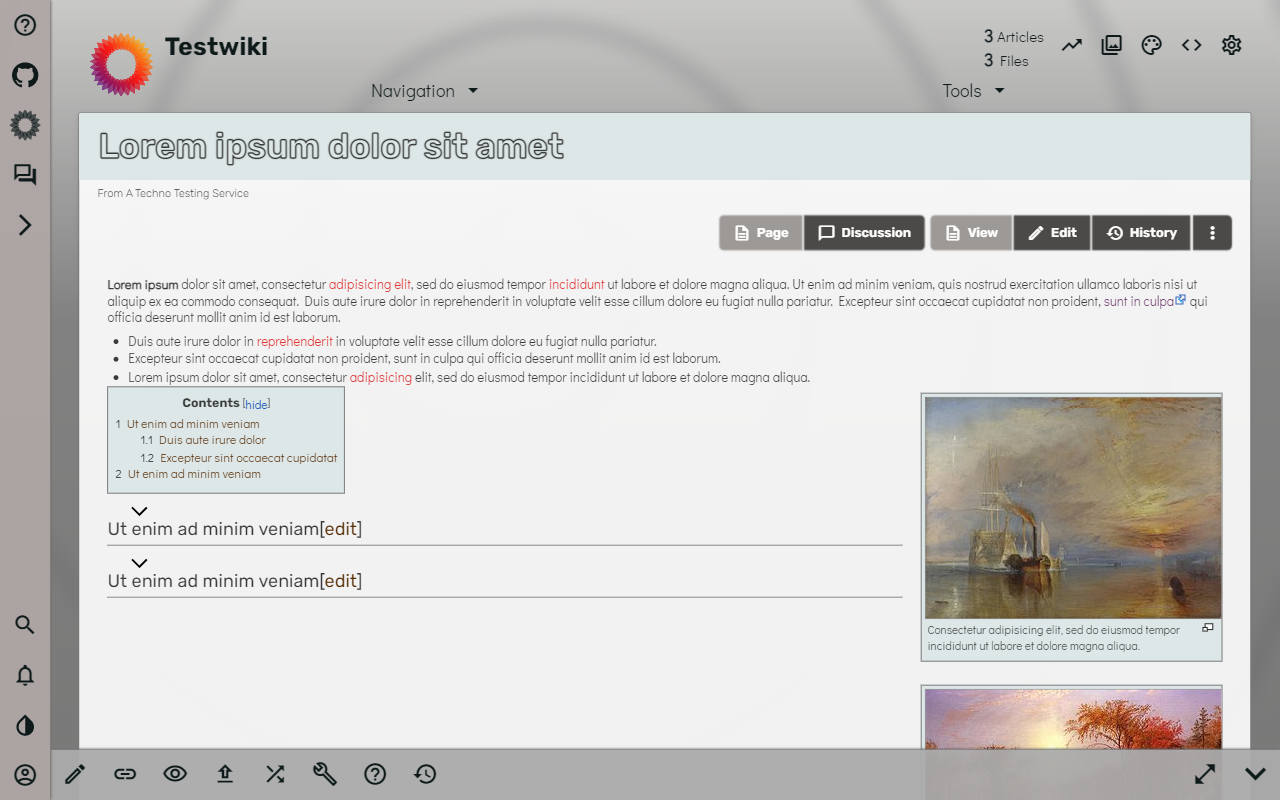 Testwiki
3 Articles
3 Files
Navigation
Tools
Lorem ipsum dolor sit amet
From A Techno Testing Service
Page Discussion View Edit History
Lorem ipsum dolor sit amet, consectetur adipisicing elit, sed do eiusmod tempor incididunt ut labore et dolore magna aliqua. Ut enim ad minim veniam, quis nostrud exercitation ullamco laboris nisi ut
aliquip ex ea commodo consequat. Duis aute irure dolor in reprehenderit in voluptate velit esse cillum dolore eu fugiat nulla pariatur. Excepteur sint occaecat cupidatat non proident, sunt in culpa qui
officia deserunt mollit anim id est laborum.
Duis aute irure dolor in reprehenderit in voluptate velit esse cillum dolore eu fugiat nulla pariatur.
Excepteur sint occaecat cupidatat non proident, sunt in culpa qui officia deserunt mollit anim id est laborum.
Lorem ipsum dolor sit amet, consectetur adipisicing elit, sed do eiusmod tempor incididunt ut labore et dolore magna aliqua.
Contents [hide]
1 Ut enim ad minim veniam
1.1 Duis aute irure dolor
1.2 Excepteur sint occaecat cupidatat
2 Ut enim ad minim veniam
Ut enim ad minim veniam[edit]
Ut enim ad minim veniam[edit]
Consectetur adipisicing elit, sed do eiusmod tempor
incididunt ut labore et dolore magna aliqua.